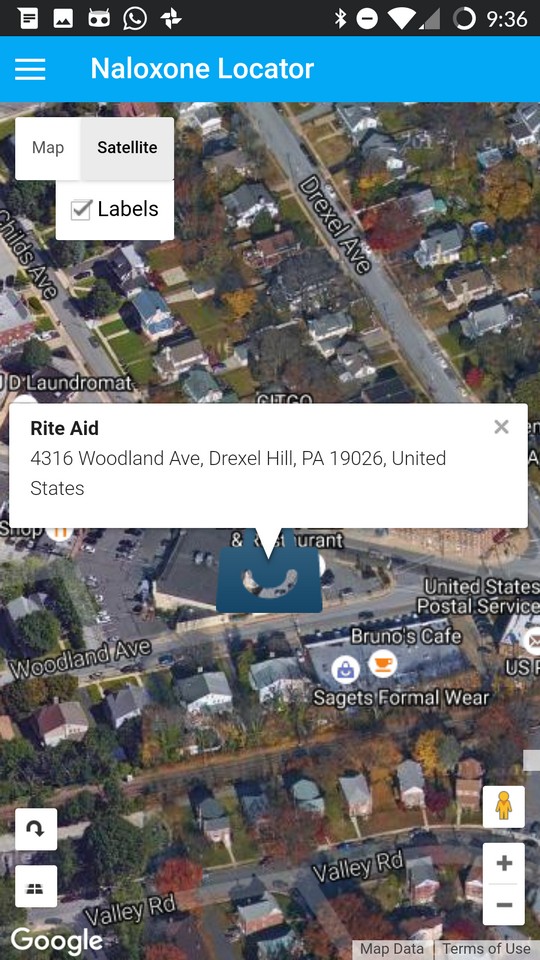 9:36
Naloxone Locator
Map
Satellite
Labels
Drexel Ave
Childs Ave
J D Laundromat
CITGO
Rite Aid
4316 Woodland Ave, Drexel Hill, PA 19026, United
States
Shop
United States
Postal Service
Bruno's Cafe
Woodland Ave
US
Sagets Formal Wear
Valley Rd
Valley Rd
Google
Map Data
Terms of Use